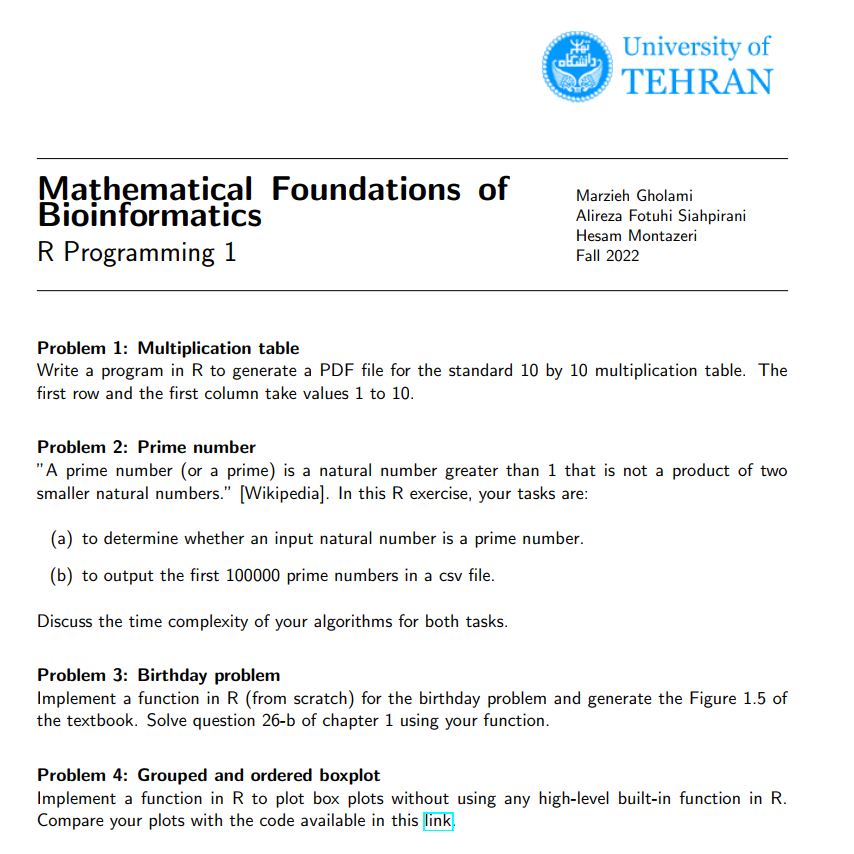 University of
TEHRAN
Mathematical Foundations of
Bioinformatics
R Programming 1
Marzieh Gholami
Alireza Fotuhi Siahpirani
Hesam Montazeri
Fall 2022
Problem 1: Multiplication table
Write a program in R to generate a PDF file for the standard 10 by 10 multiplication table. The
first row and the first column take values 1 to 10.
Problem 2: Prime number
"A prime number (or a prime) is a natural number greater than 1 that is not a product of two
smaller natural numbers." [Wikipedia]. In this R exercise, your tasks are:
(a) to determine whether an input natural number is a prime number.
(b) to output the first 100000 prime numbers in a csv file.
Discuss the time complexity of your algorithms for both tasks.
Problem 3: Birthday problem
Implement a function in R (from scratch) for the birthday problem and generate the Figure 1.5 of
the textbook. Solve question 26-b of chapter 1 using your function.
Problem 4: Grouped and ordered boxplot
Implement a function in R to plot box plots without using any high-level built-in function in R.
Compare your plots with the code available in this link.